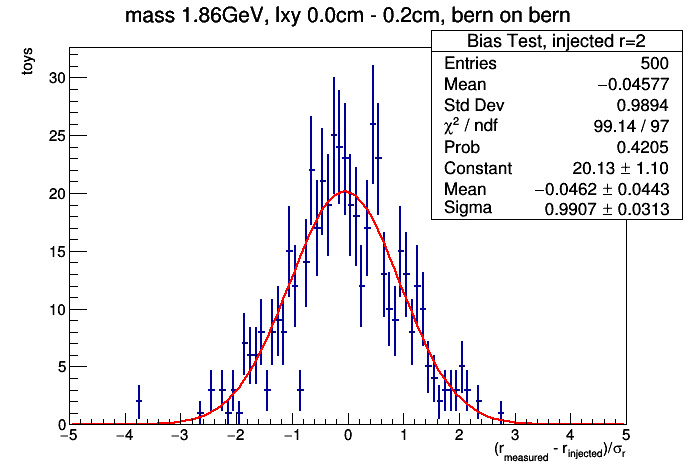 mass 1.86GeV, lxy 0.0cm - 0.2cm, bern on bern
Bias Test, injected r=2
Entries 500
Mean −0.04577
Std Dev 0.9894
χ² / ndf 99.14 / 97
Prob 0.4205
Constant 20.13 ± 1.10
Mean −0.0462 ± 0.0443
Sigma 0.9907 ± 0.0313
toys
30
25
20
15
10
5
0
−5 −4 −3 −2 −1 0 1 2 3 4 5
(r_measured - r_injected)/σ_r